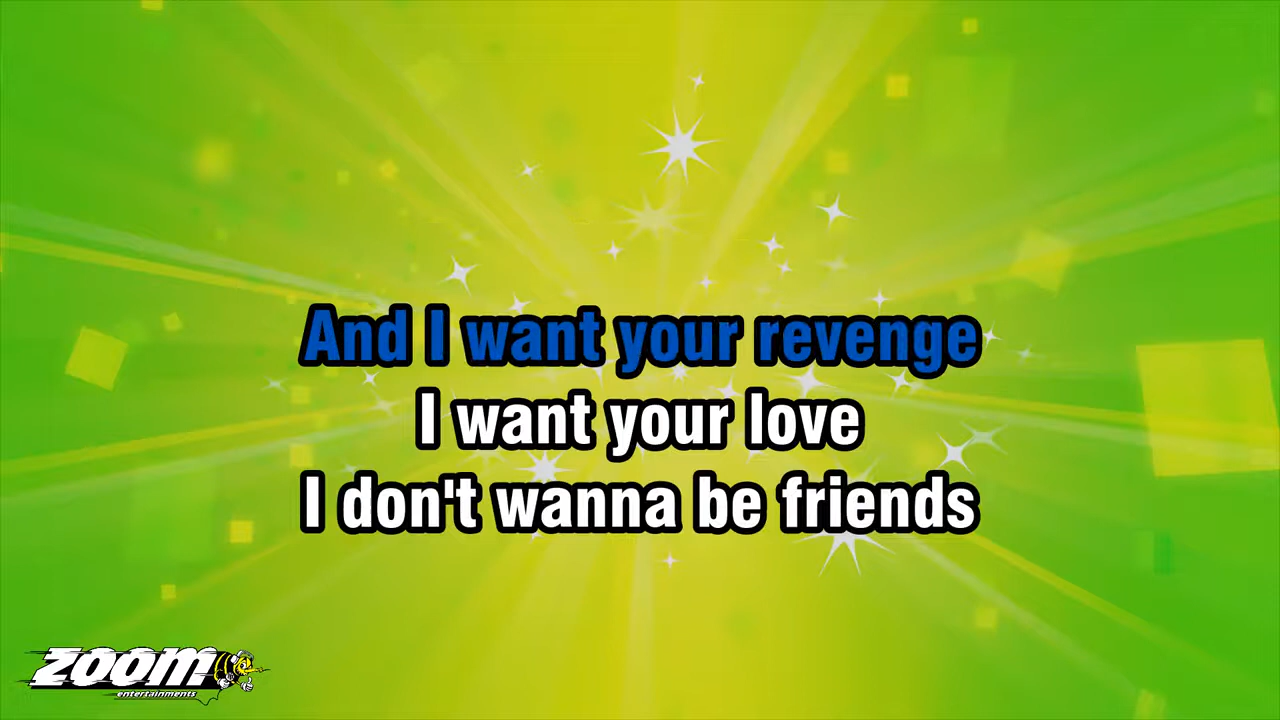 And I want your revenge
I want your love
I don't wanna be friends
ZOOM
entertainments